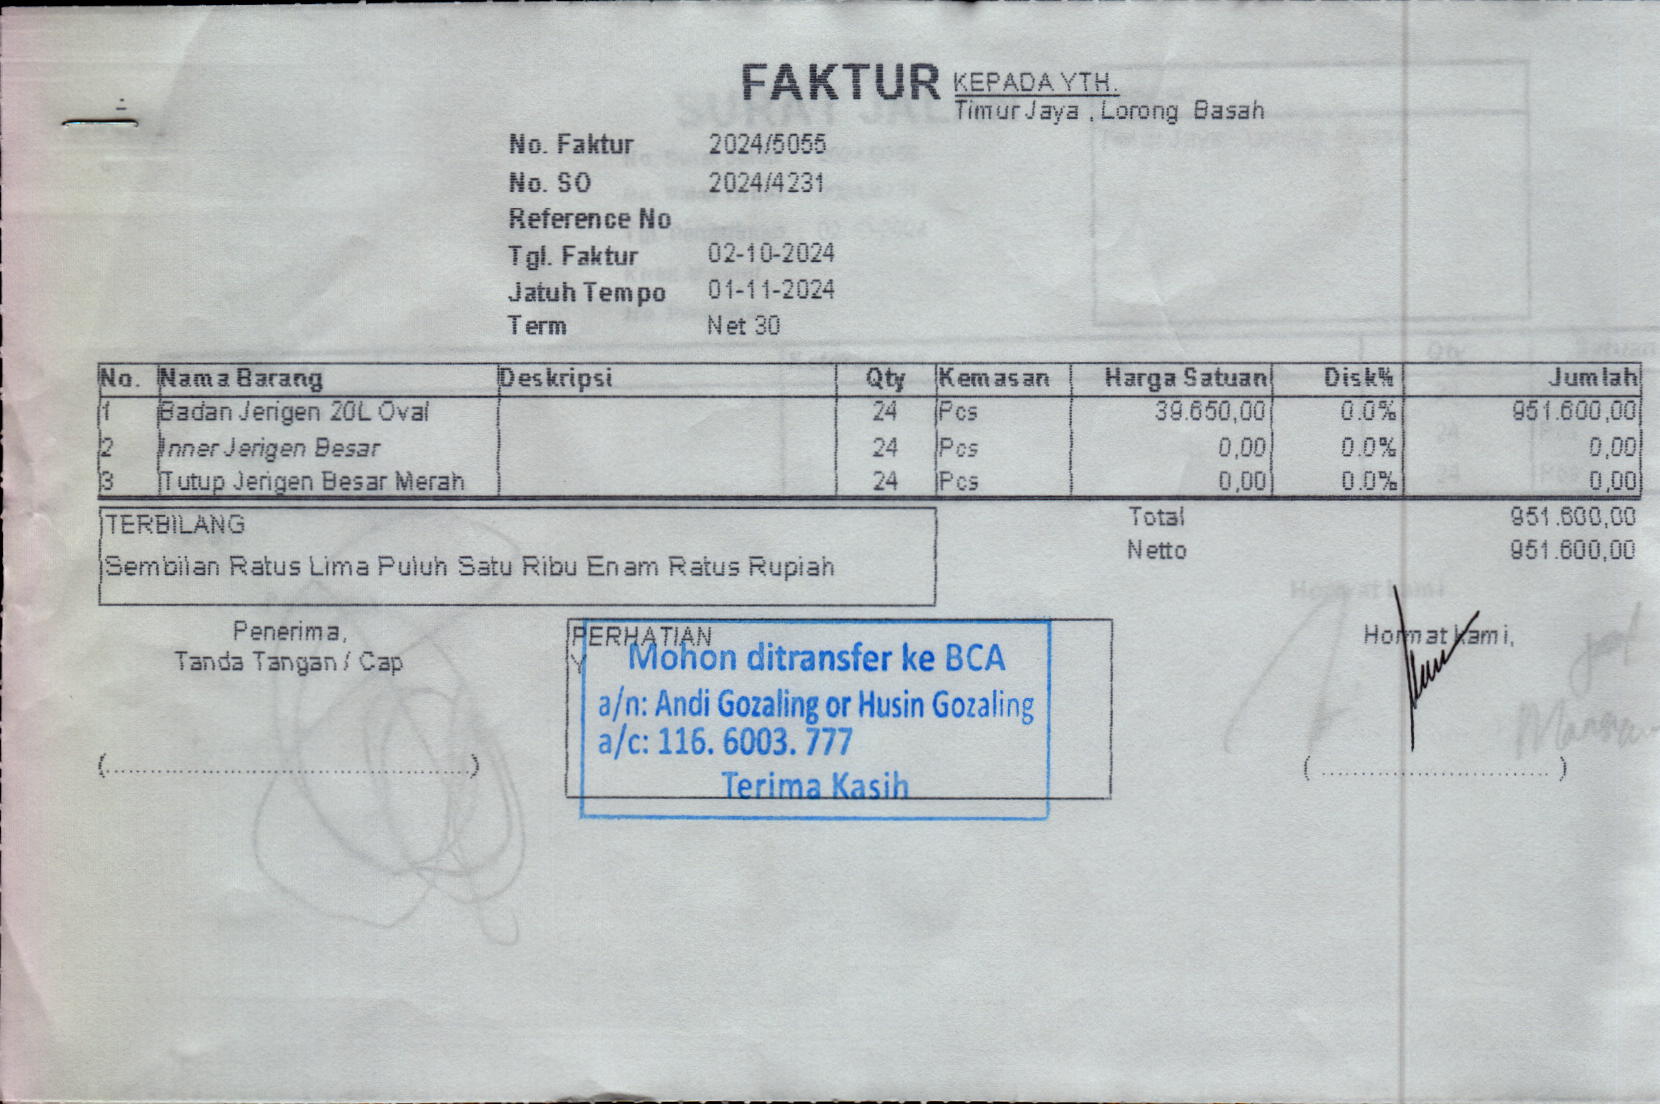 FAKTUR
KEPADA YTH.
Timur Jaya , Lorong Basah
No. Faktur 2024/5055
No. SO 2024/4231
Reference No
Tgl. Faktur 02-10-2024
Jatuh Tempo 01-11-2024
Term Net 30
No. Nama Barang Deskripsi Qty Kemasan Harga Satuan Disk% Jumlah
1 Badan Jerigen 20L Oval 24 Pcs 39.650,00 0.0% 951.600,00
2 Inner Jerigen Besar 24 Pcs 0,00 0.0% 0,00
3 Tutup Jerigen Besar Merah 24 Pcs 0,00 0.0% 0,00
TERBILANG
Sembilan Ratus Lima Puluh Satu Ribu Enam Ratus Rupiah
Total 951.600,00
Netto 951.600,00
Penerima,
Tanda Tangan / Cap
(........................................................)
PERHATIAN
Y
Mohon ditransfer ke BCA
a/n: Andi Gozaling or Husin Gozaling
a/c: 116. 6003. 777
Terima Kasih
Hormat kami,
( ................................... )